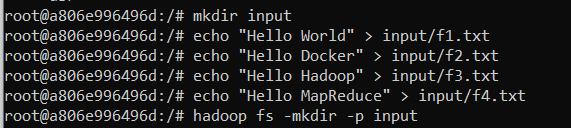 root@a806e996496d:/# mkdir input
root@a806e996496d:/# echo "Hello World" > input/f1.txt
root@a806e996496d:/# echo "Hello Docker" > input/f2.txt
root@a806e996496d:/# echo "Hello Hadoop" > input/f3.txt
root@a806e996496d:/# echo "Hello MapReduce" > input/f4.txt
root@a806e996496d:/# hadoop fs -mkdir -p input